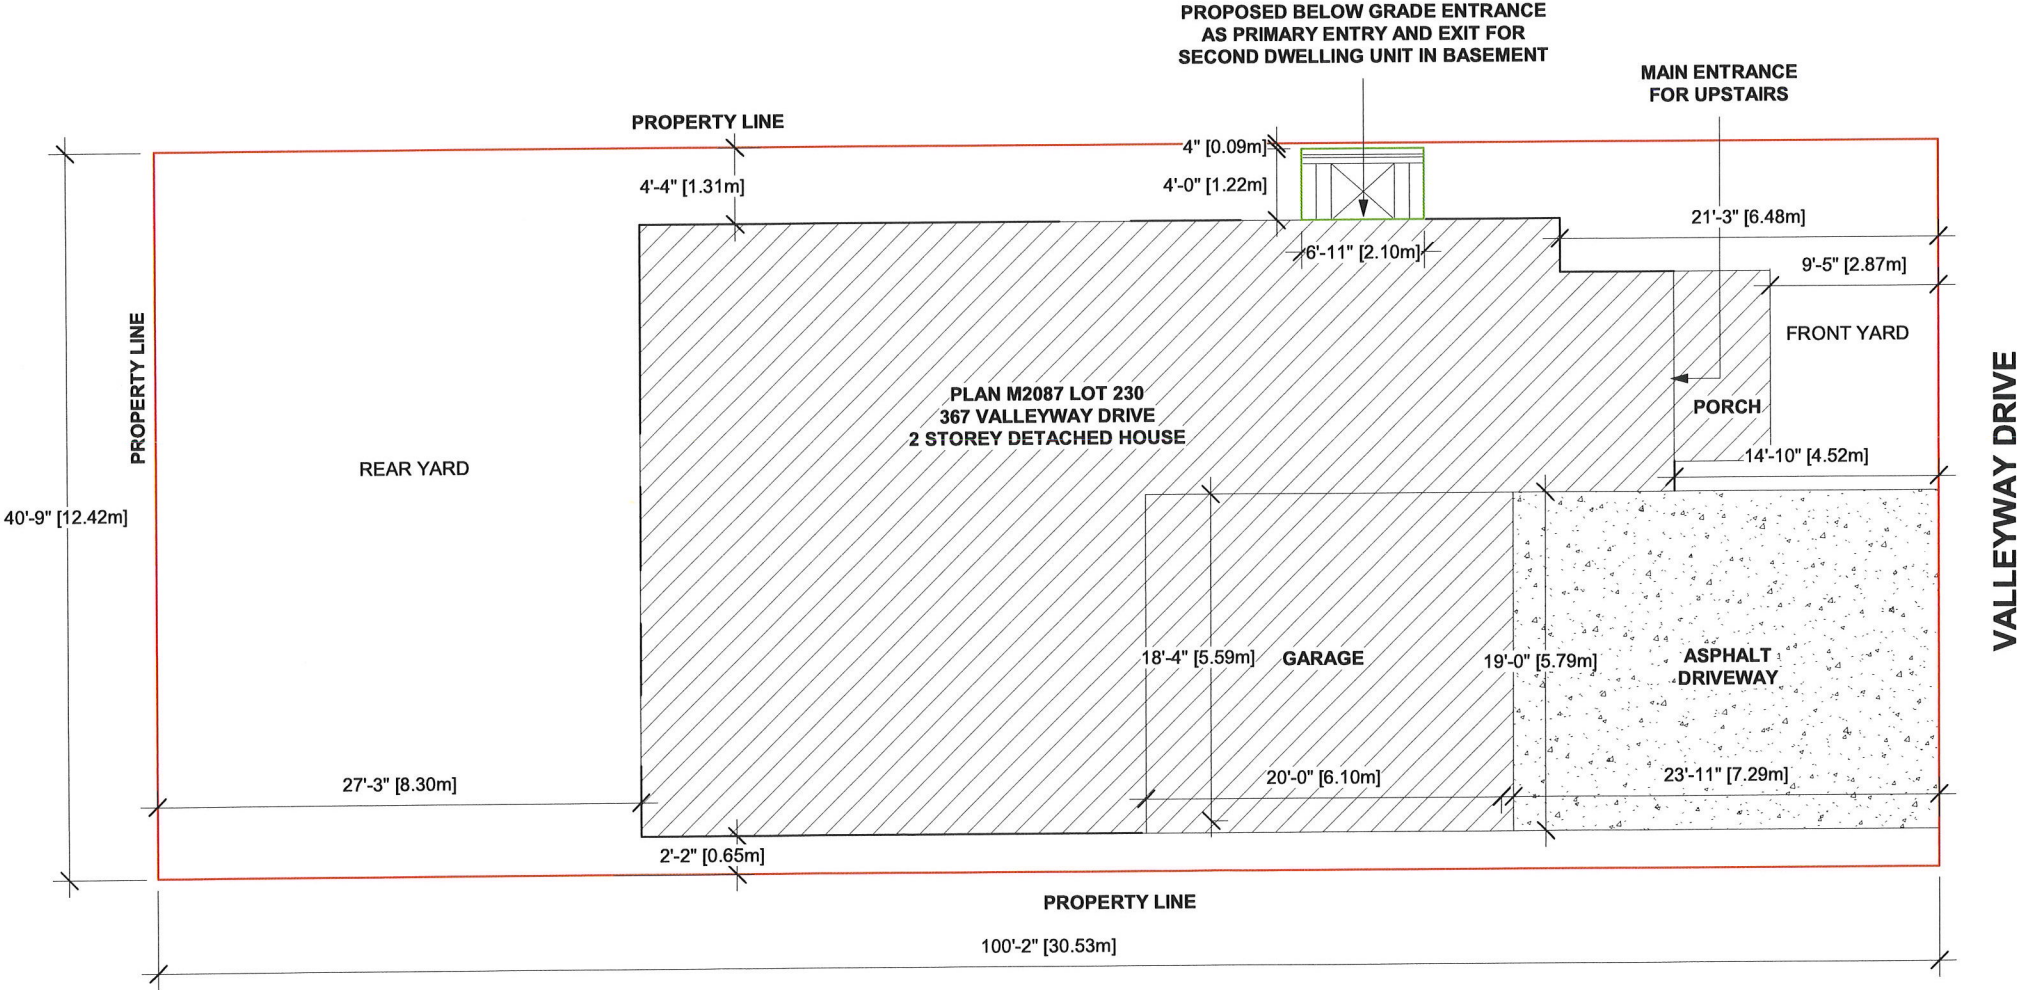 PROPOSED BELOW GRADE ENTRANCE
AS PRIMARY ENTRY AND EXIT FOR
SECOND DWELLING UNIT IN BASEMENT
MAIN ENTRANCE
FOR UPSTAIRS
PROPERTY LINE
4" [0.09m]
4'-4" [1.31m]
4'-0" [1.22m]
21'-3" [6.48m]
6'-11" [2.10m]
9'-5" [2.87m]
FRONT YARD
PROPERTY LINE
PLAN M2087 LOT 230
367 VALLEYWAY DRIVE
2 STOREY DETACHED HOUSE
PORCH
14'-10" [4.52m]
VALLEYWAY DRIVE
REAR YARD
40'-9" [12.42m]
18'-4" [5.59m]
GARAGE
19'-0" [5.79m]
ASPHALT
DRIVEWAY
27'-3" [8.30m]
20'-0" [6.10m]
23'-11" [7.29m]
2'-2" [0.65m]
PROPERTY LINE
100'-2" [30.53m]